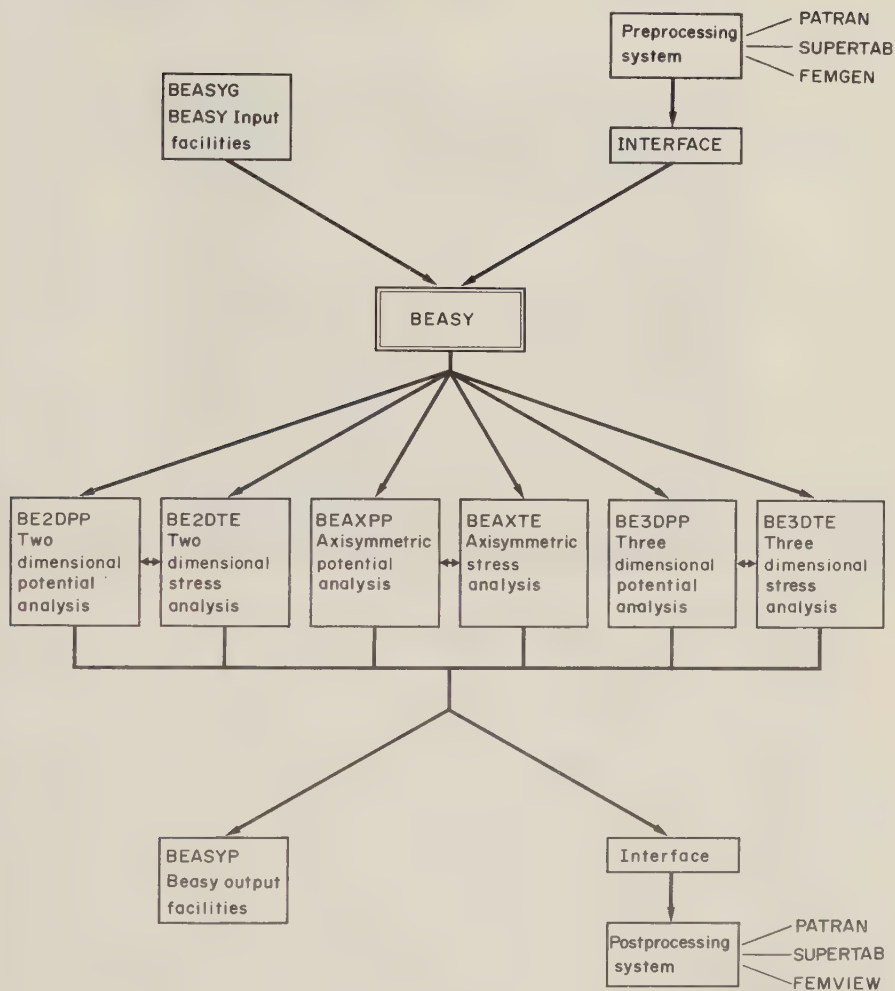 Preprocessing
system
PATRAN
SUPERTAB
FEMGEN
BEASYG
BEASY Input
facilities
INTERFACE
BEASY
BE2DPP
Two
dimensional
potential
analysis
BE2DTE
Two
dimensional
stress
analysis
BEAXPP
Axisymmetric
potential
analysis
BEAXTE
Axisymmetric
stress
analysis
BE3DPP
Three
dimensional
potential
analysis
BE3DTE
Three
dimensional
stress
analysis
BEASYP
Beasy output
facilities
Interface
Postprocessing
system
PATRAN
SUPERTAB
FEMVIEW